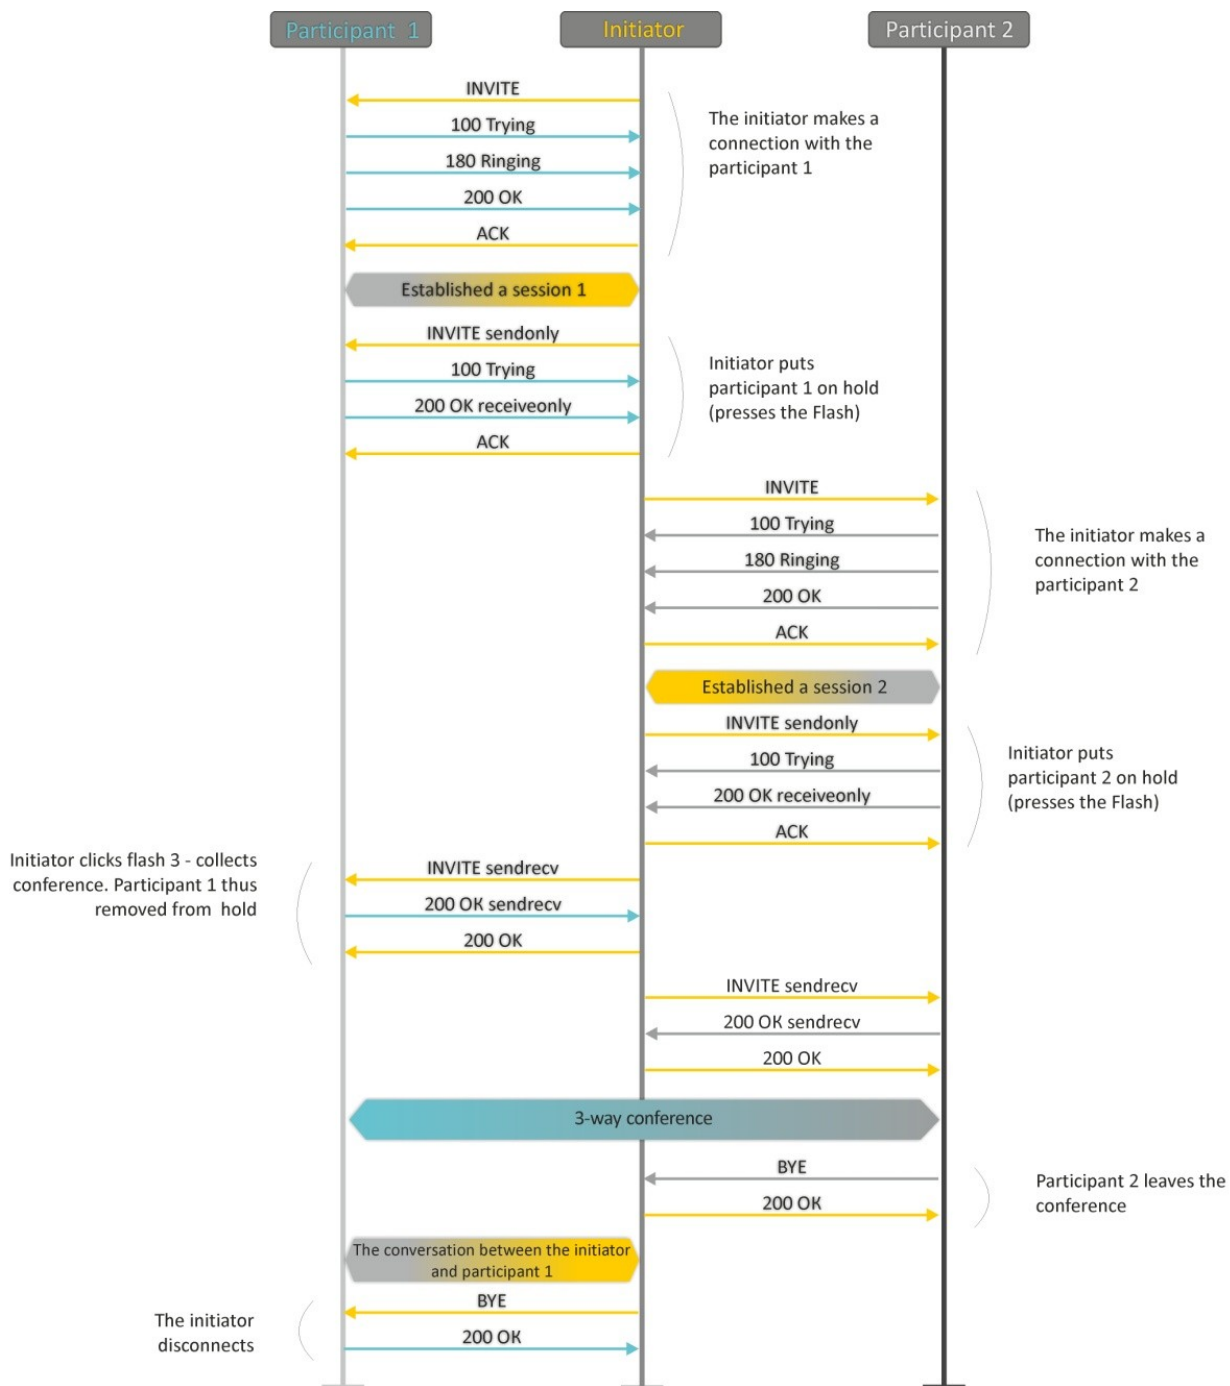 Participant 1
Initiator
Participant 2
INVITE
100 Trying
180 Ringing
200 OK
ACK
The initiator makes a
connection with the
participant 1
Established a session 1
INVITE sendonly
100 Trying
200 OK receiveonly
ACK
Initiator puts
participant 1 on hold
(presses the Flash)
INVITE
100 Trying
180 Ringing
200 OK
ACK
The initiator makes a
connection with the
participant 2
Established a session 2
INVITE sendonly
100 Trying
200 OK receiveonly
ACK
Initiator puts
participant 2 on hold
(presses the Flash)
Initiator clicks flash 3 - collects
conference. Participant 1 thus
removed from hold
INVITE sendrecv
200 OK sendrecv
200 OK
INVITE sendrecv
200 OK sendrecv
200 OK
3-way conference
BYE
200 OK
Participant 2 leaves the
conference
The conversation between the initiator
and participant 1
BYE
200 OK
The initiator
disconnects